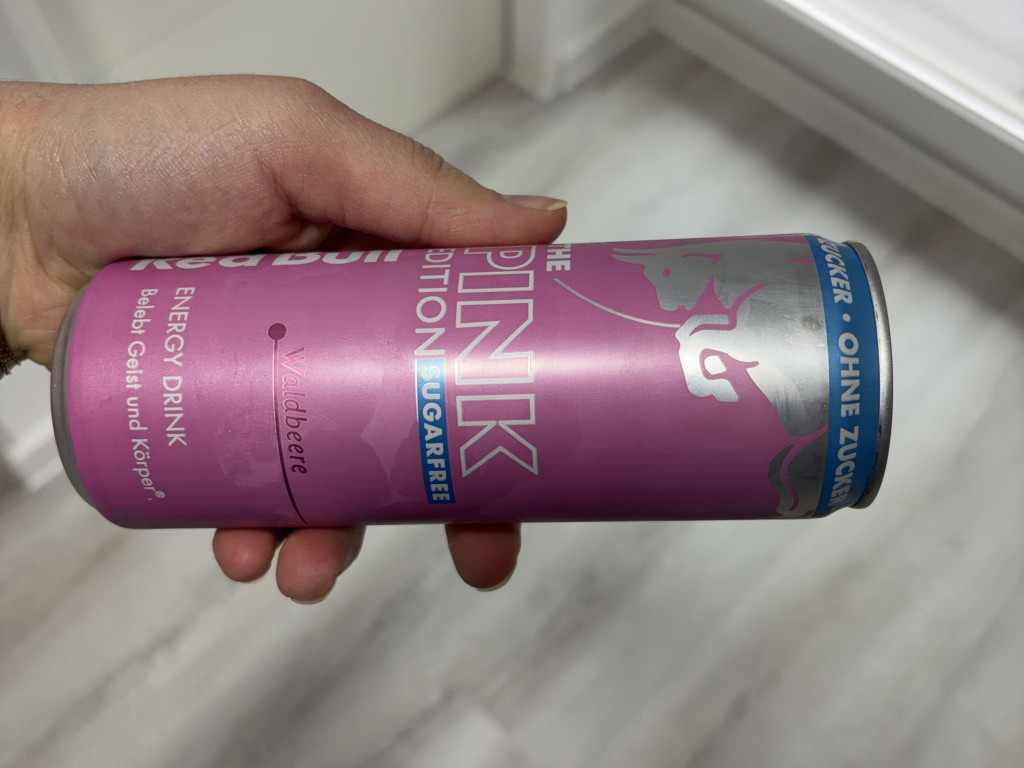 ZUCKER • OHNE ZUCKER
THE
PINK
EDITION SUGARFREE
Waldbeere
Red Bull
ENERGY DRINK
Belebt Geist und Körper®.